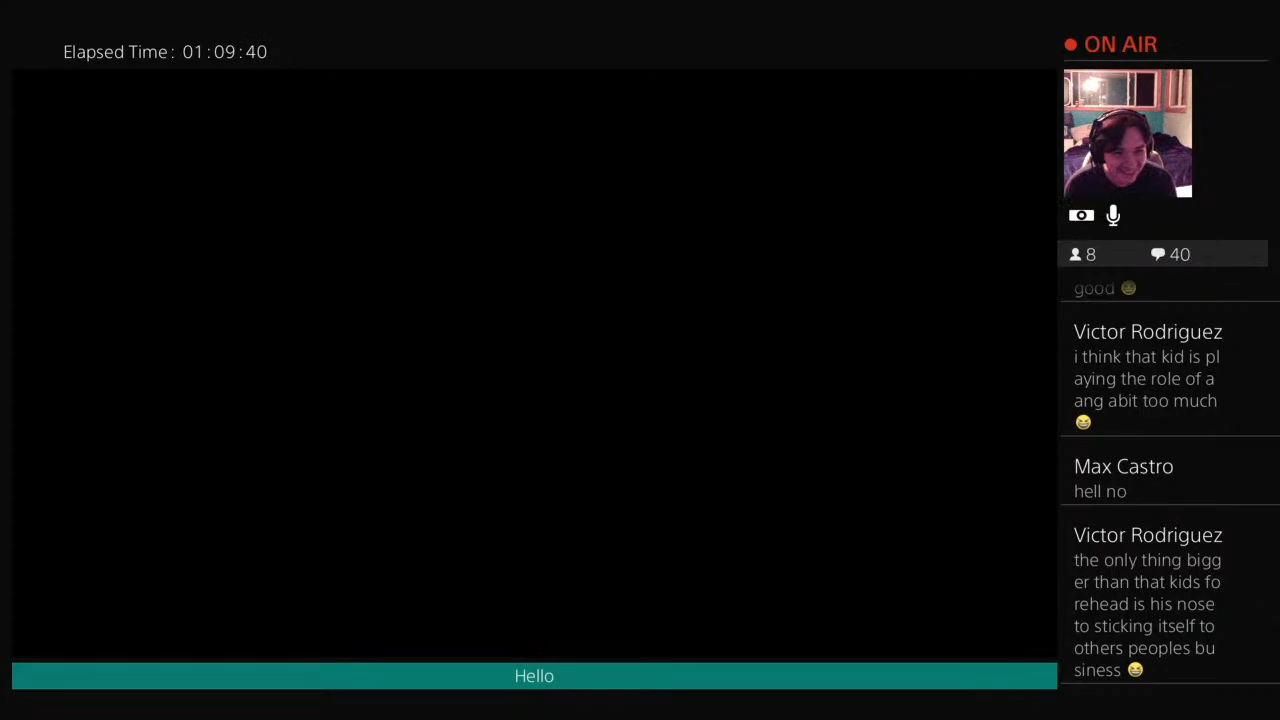 Elapsed Time: 01:09:40
ON AIR
8 40
good
Victor Rodriguez
i think that kid is pl
aying the role of a
ang abit too much
Max Castro
hell no
Victor Rodriguez
the only thing bigg
er than that kids fo
rehead is his nose
to sticking itself to
others peoples bu
siness
Hello